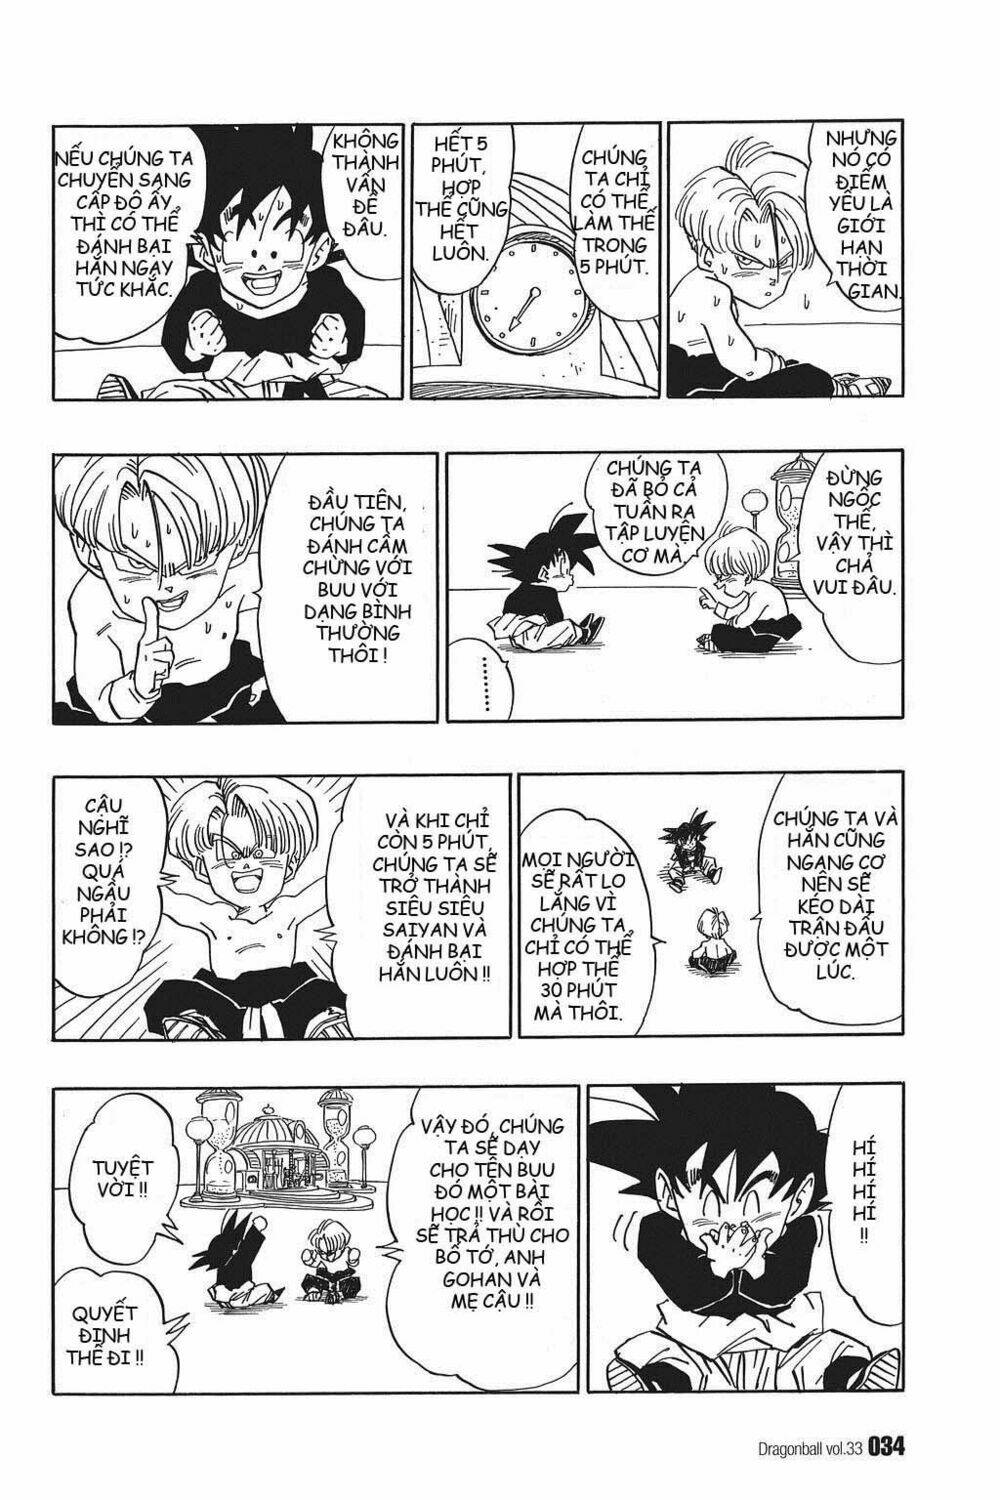 NHƯNG
NÓ CÓ
ĐIỂM
YẾU LÀ
GIỚI
HẠN
THỜI
GIAN.
CHÚNG
TA CHỈ
CÓ THỂ
LÀM THẾ
TRONG
5 PHÚT.
HẾT 5
PHÚT,
HỢP
THỂ CŨNG
HẾT
LUÔN.
KHÔNG
THÀNH
VẤN
ĐỀ
ĐÂU.
NẾU CHÚNG TA
CHUYỂN SANG
CẤP ĐỘ ẤY
THÌ CÓ THỂ
ĐÁNH BẠI
HẮN NGAY
TỨC KHẮC.
ĐỪNG
NGỐC
THẾ,
VẬY THÌ
CHẢ
VUI ĐÂU.
CHÚNG TA
ĐÃ BỎ CẢ
TUẦN RA
TẬP LUYỆN
CƠ MÀ.
........
ĐẦU TIÊN,
CHÚNG TA
ĐÁNH CẦM
CHỪNG VỚI
BUU VỚI
DẠNG BÌNH
THƯỜNG
THÔI !
CHÚNG TA VÀ
HẮN CŨNG
NGANG CƠ
NÊN SẼ
KÉO DÀI
TRẬN ĐẤU
ĐƯỢC MỘT
LÚC.
MỌI NGƯỜI
SẼ RẤT LO
LẮNG VÌ
CHÚNG TA
CHỈ CÓ THỂ
HỢP THỂ
30 PHÚT
MÀ THÔI.
VÀ KHI CHỈ
CÒN 5 PHÚT,
CHÚNG TA SẼ
TRỞ THÀNH
SIÊU SIÊU
SAIYAN VÀ
ĐÁNH BẠI
HẮN LUÔN !!
CẬU
NGHĨ
SAO !?
QUÁ
NGẦU
PHẢI
KHÔNG !?
HÍ
HÍ
HÍ
HÍ
!!
VẬY ĐÓ, CHÚNG
TA SẼ DẠY
CHO TÊN BUU
ĐÓ MỘT BÀI
HỌC !! VÀ RỒI
SẼ TRẢ THÙ CHO
BỐ TỚ, ANH
GOHAN VÀ
MẸ CẬU !!
TUYỆT
VỜI !!
QUYẾT
ĐỊNH
THẾ ĐI !!
Dragonball vol.33 034